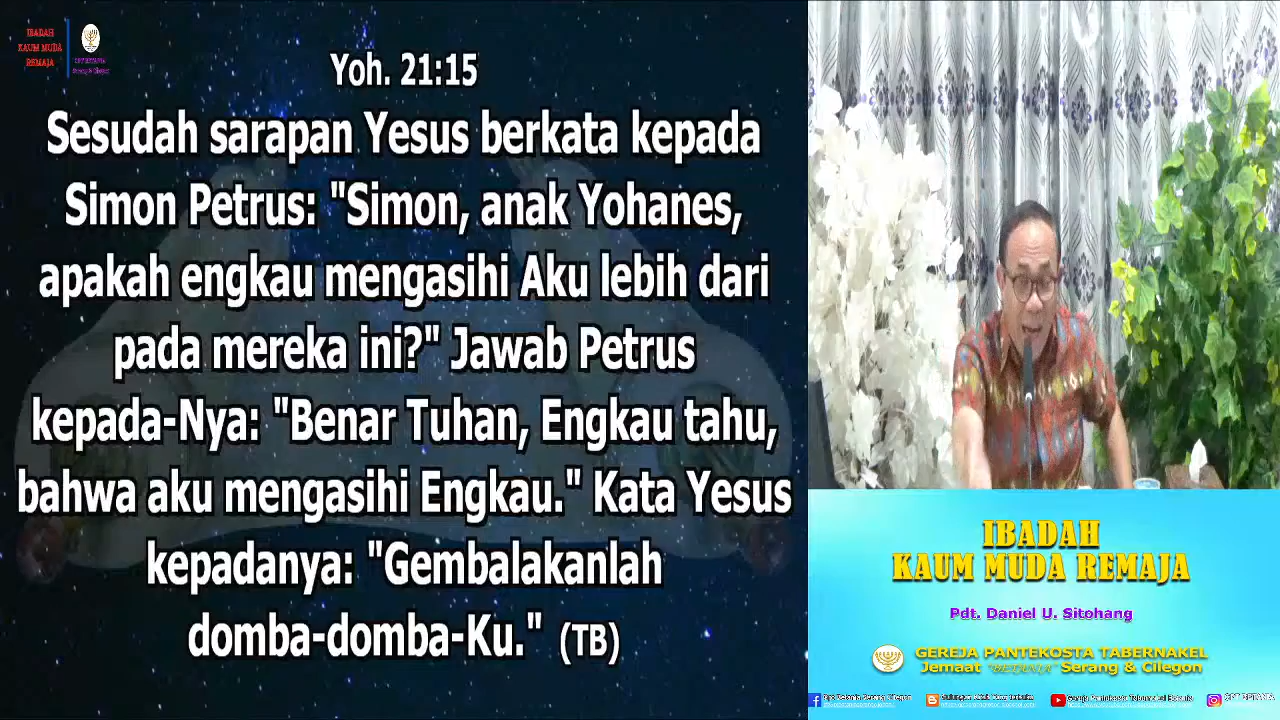 IBADAH
KAUM MUDA
REMAJA
Serang & Cilegon
Yoh. 21:15
Sesudah sarapan Yesus berkata kepada
Simon Petrus: "Simon, anak Yohanes,
apakah engkau mengasihi Aku lebih dari
pada mereka ini?" Jawab Petrus
kepada-Nya: "Benar Tuhan, Engkau tahu,
bahwa aku mengasihi Engkau." Kata Yesus
kepadanya: "Gembalakanlah
domba-domba-Ku." (TB)
IBADAH
KAUM MUDA REMAJA
Pdt. Daniel U. Sitohang
GEREJA PANTEKOSTA TABERNAKEL
Jemaat "BETANIA" Serang & Cilegon